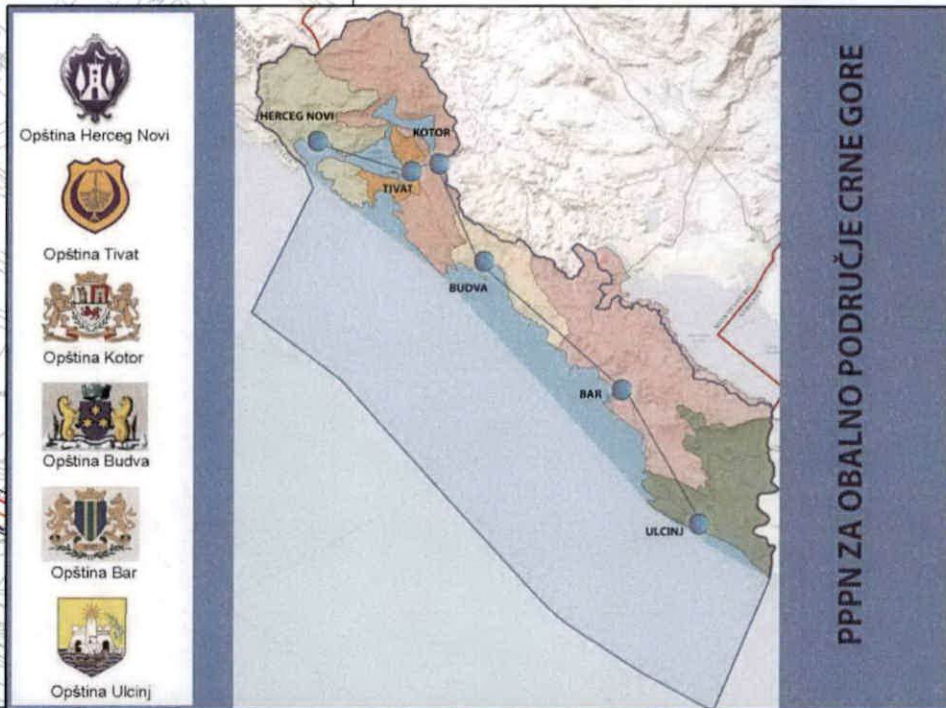 Opština Herceg Novi
Opština Tivat
Opština Kotor
Opština Budva
Opština Bar
Opština Ulcinj
HERCEG NOVI
KOTOR
TIVAT
BUDVA
BAR
ULCINJ
PPPN ZA OBALNO PODRUČJE CRNE GORE